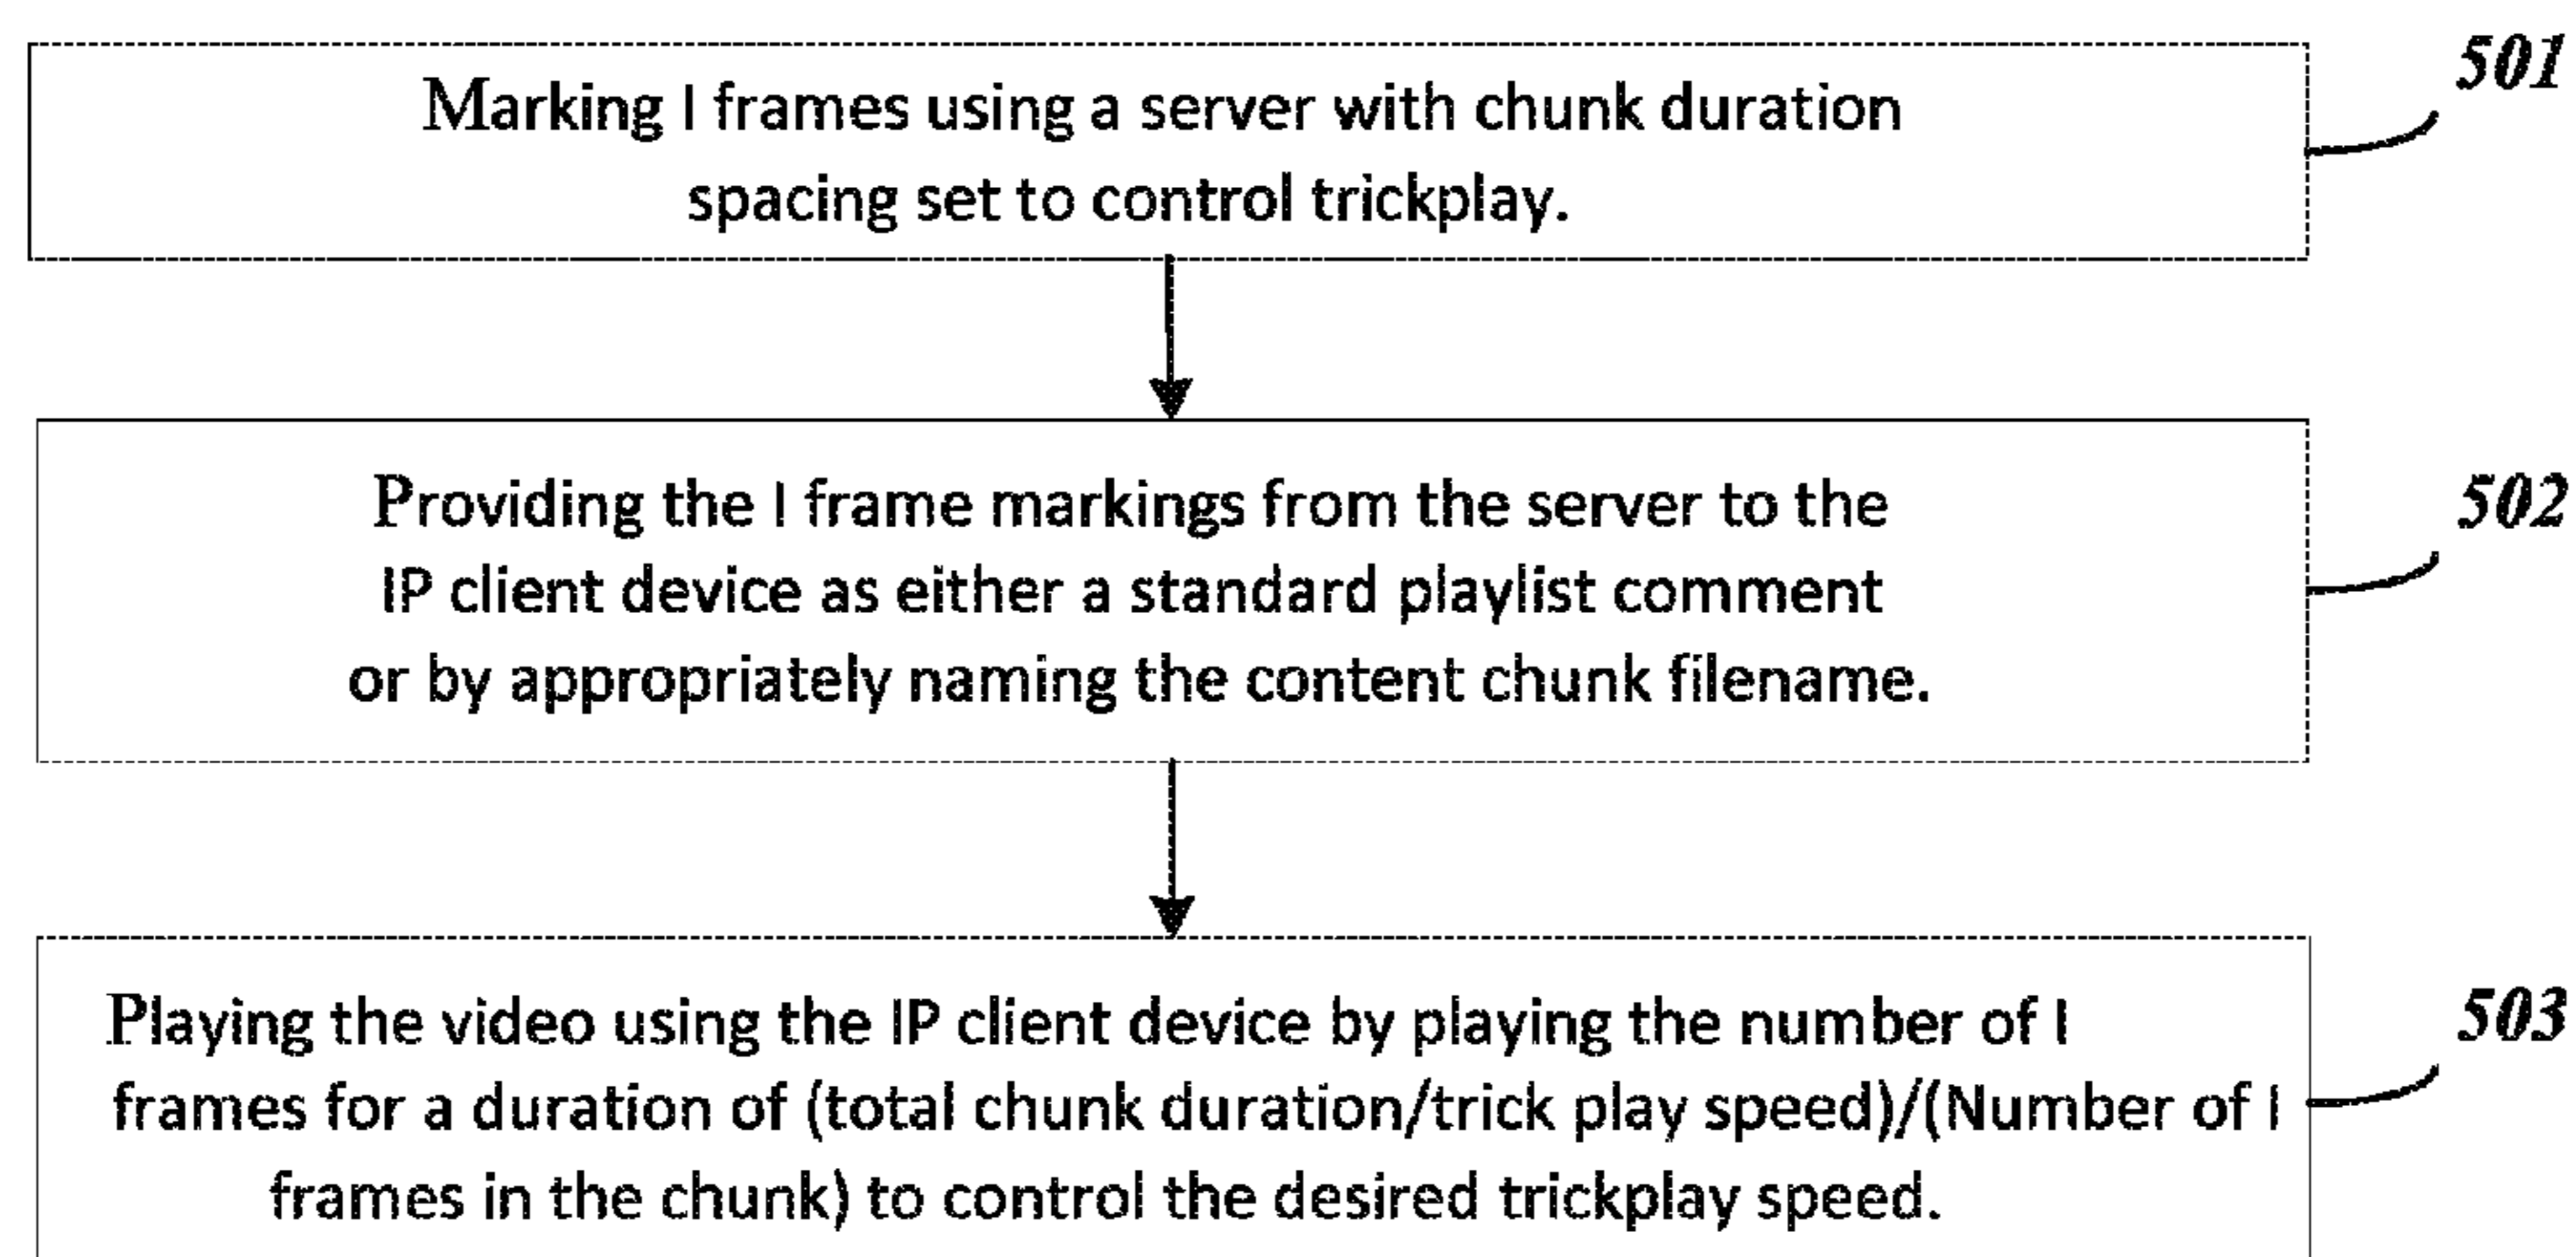 Marking I frames using a server with chunk duration
spacing set to control trickplay.
501
Providing the I frame markings from the server to the
IP client device as either a standard playlist comment
or by appropriately naming the content chunk filename.
502
Playing the video using the IP client device by playing the number of I
frames for a duration of (total chunk duration/trick play speed)/(Number of I
frames in the chunk) to control the desired trickplay speed.
503